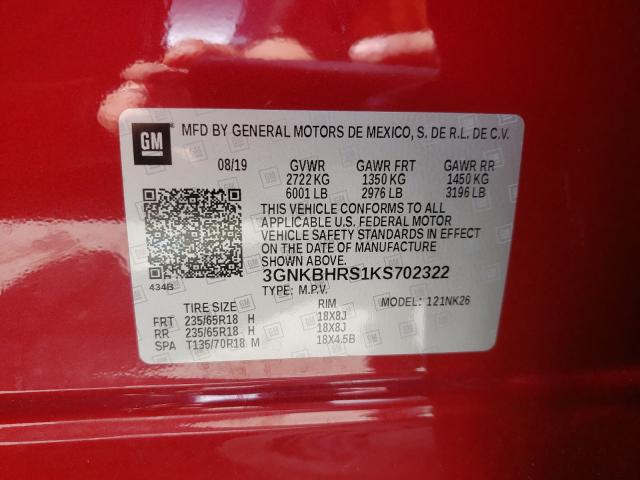 GM MFD BY GENERAL MOTORS DE MEXICO, S. DE R.L. DE C.V.
08/19 GVWR GAWR FRT GAWR RR
2722 KG 1350 KG 1450 KG
6001 LB 2976 LB 3196 LB
THIS VEHICLE CONFORMS TO ALL
APPLICABLE U.S. FEDERAL MOTOR
VEHICLE SAFETY STANDARDS IN EFFECT
ON THE DATE OF MANUFACTURE
SHOWN ABOVE.
434B 3GNKBHRS1KS702322
TYPE: M.P.V. MODEL: 121NK26
TIRE SIZE RIM
FRT 235/65R18 H 18X8J
RR 235/65R18 H 18X8J
SPA T135/70R18 M 18X4.5B